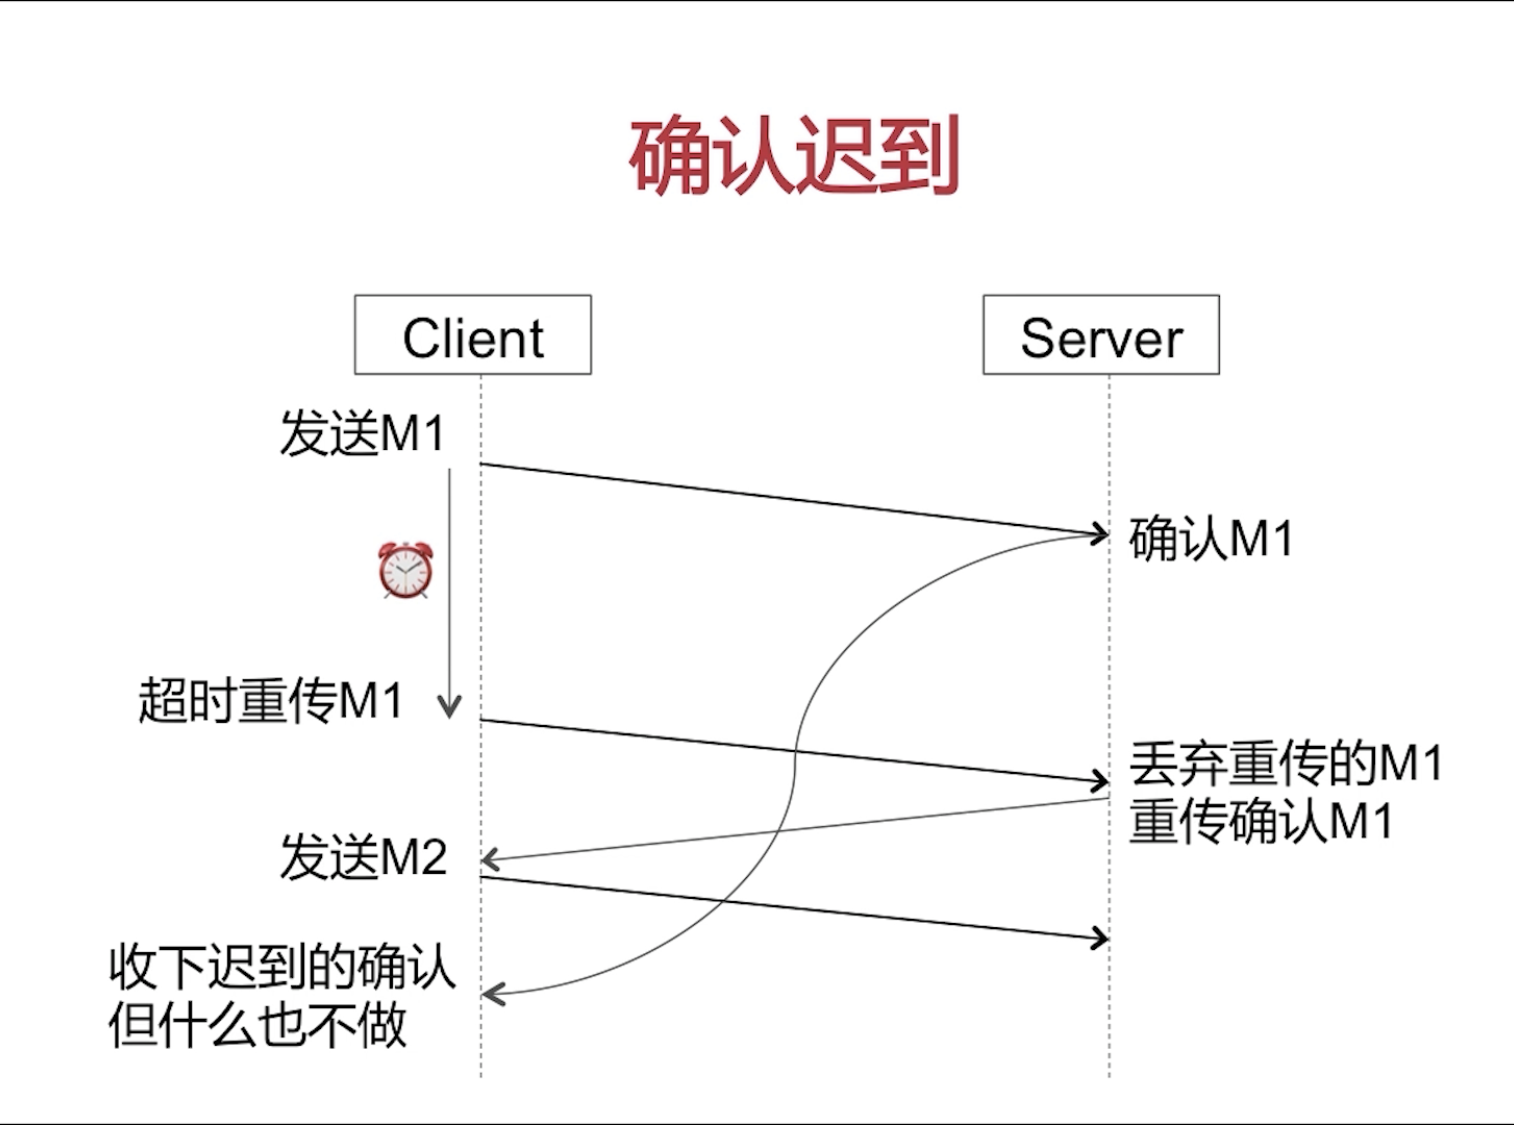 确认迟到
Client
Server
发送M1
确认M1
超时重传M1
丢弃重传的M1
重传确认M1
发送M2
收下迟到的确认
但什么也不做